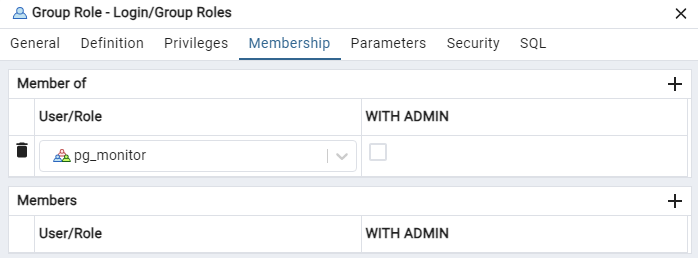 Group Role - Login/Group Roles
General Definition Privileges Membership Parameters Security SQL
Member of
User/Role WITH ADMIN
pg_monitor
Members
User/Role WITH ADMIN